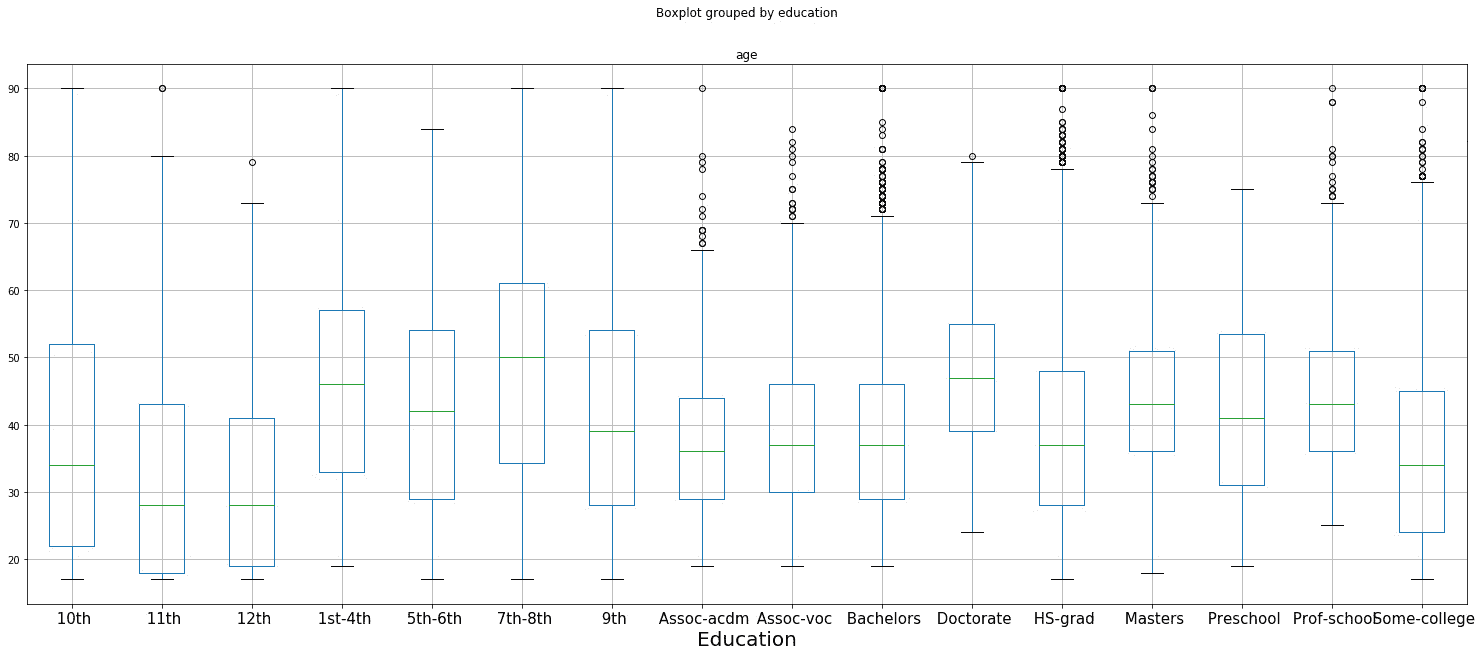 Boxplot grouped by education
age
90
80
70
60
50
40
30
20
10th 11th 12th 1st-4th 5th-6th 7th-8th 9th Assoc-acdm Assoc-voc Bachelors Doctorate HS-grad Masters Preschool Prof-school Some-college
Education